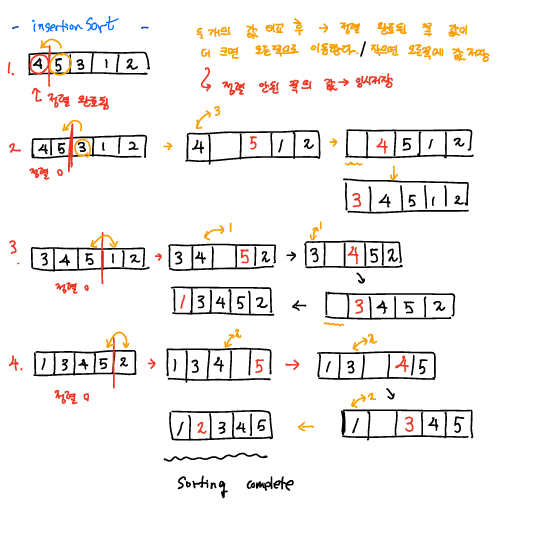 - insertion Sort -
두개의 값 비교 후 → 정렬 완료된 쪽 값이
더 크면 오른쪽으로 이동한다. / 작으면 오른쪽에 값 저장
정렬 안된 쪽의 값 → 임시저장
1. 4 5 3 1 2
↑ 정렬 완료됨
2. 4 5 3 1 2 → 3 4 5 1 2 → 4 5 1 2
정렬 o
3 4 5 1 2
3. 3 4 5 1 2 → 1 3 4 5 2 → 1 3 4 5 2
정렬 o
1 3 4 5 2 ← 3 4 5 2
4. 1 3 4 5 2 → 2 1 3 4 5 → 2 1 3 4 5
정렬 o
1 2 3 4 5 ← 2 1 3 4 5
Sorting complete